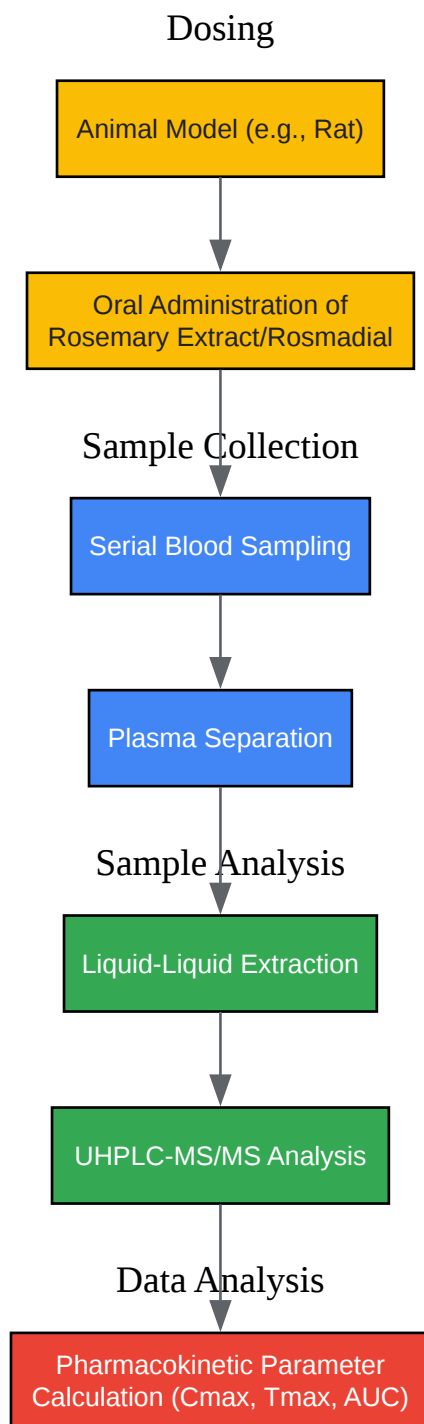 Dosing
Animal Model (e.g., Rat)
Oral Administration of
Rosemary Extract/Rosmadial
Sample Collection
Serial Blood Sampling
Plasma Separation
Sample Analysis
Liquid-Liquid Extraction
UHPLC-MS/MS Analysis
Data Analysis
Pharmacokinetic Parameter
Calculation (Cmax, Tmax, AUC)